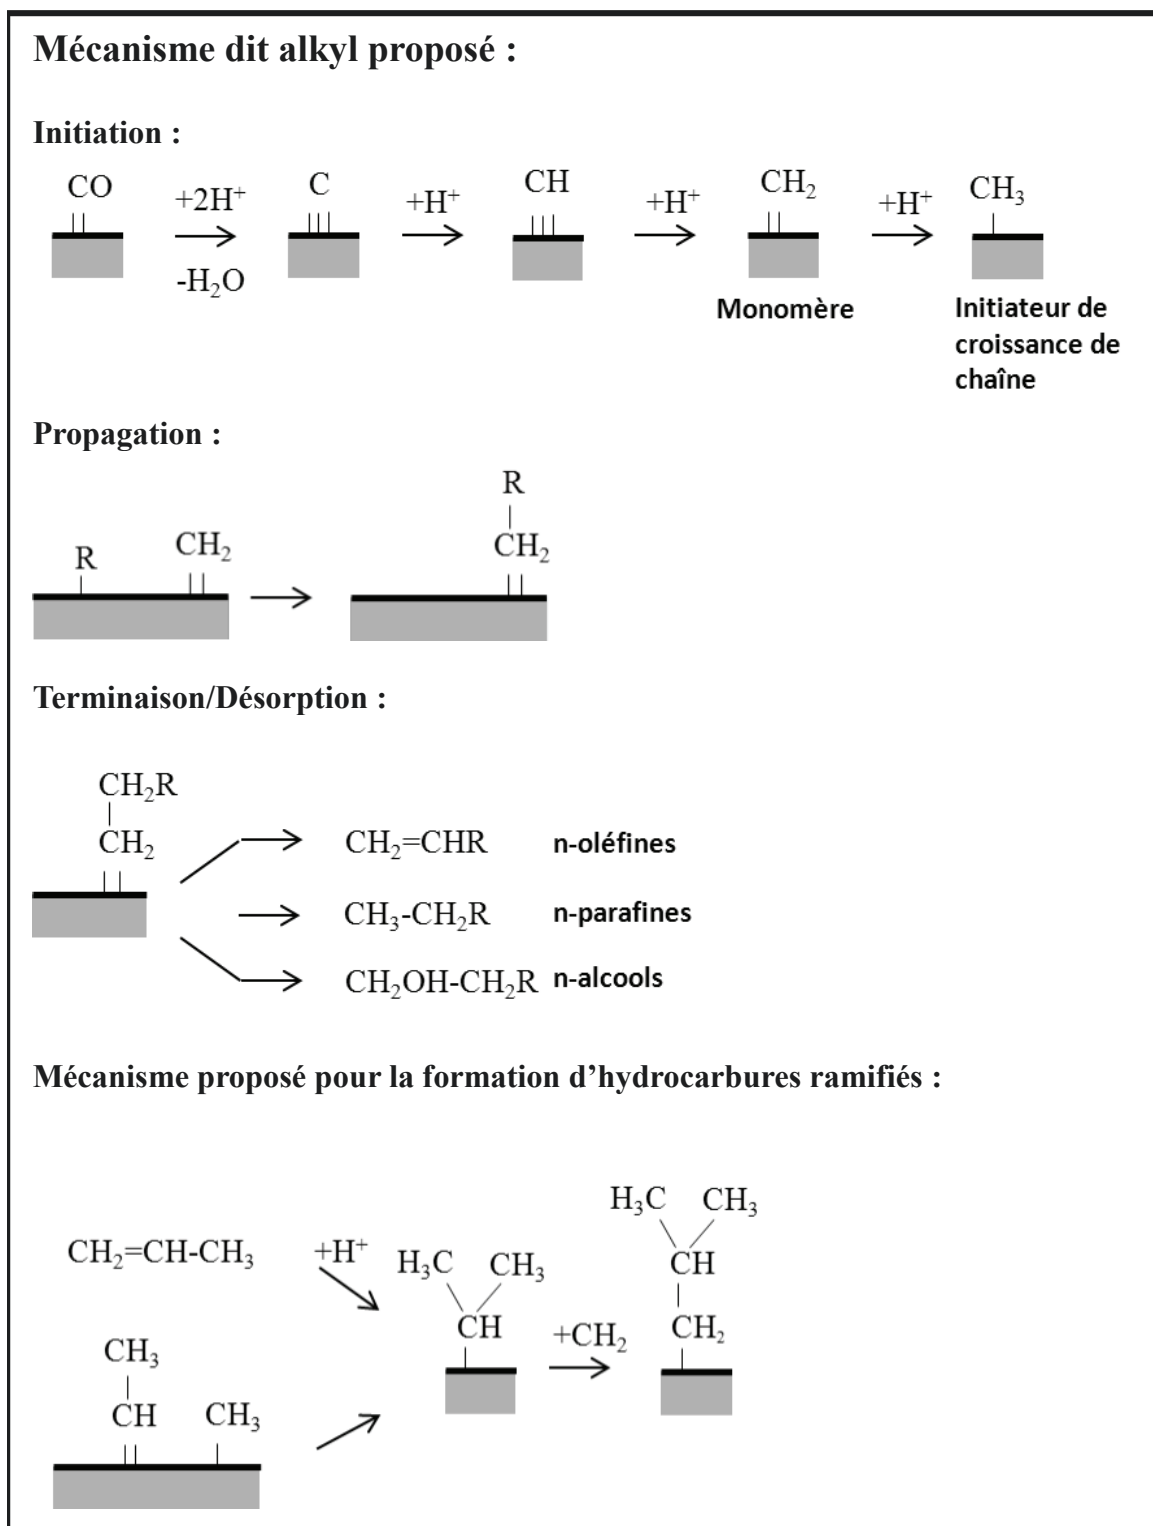 Mécanisme dit alkyl proposé :
Initiation :
CO +2H⁺ -H₂O C +H⁺ CH +H⁺ CH₂ +H⁺ CH₃
Monomère
Initiateur de
croissance de
chaîne
Propagation :
R CH₂
R
CH₂
Terminaison/Désorption :
CH₂R
CH₂
CH₂=CHR n-oléfines
CH₃-CH₂R n-parafines
CH₂OH-CH₂R n-alcools
Mécanisme proposé pour la formation d’hydrocarbures ramifiés :
CH₂=CH-CH₃ +H⁺
CH₃
CH CH₃
H₃C CH₃
CH
+CH₂
H₃C CH₃
CH
CH₂